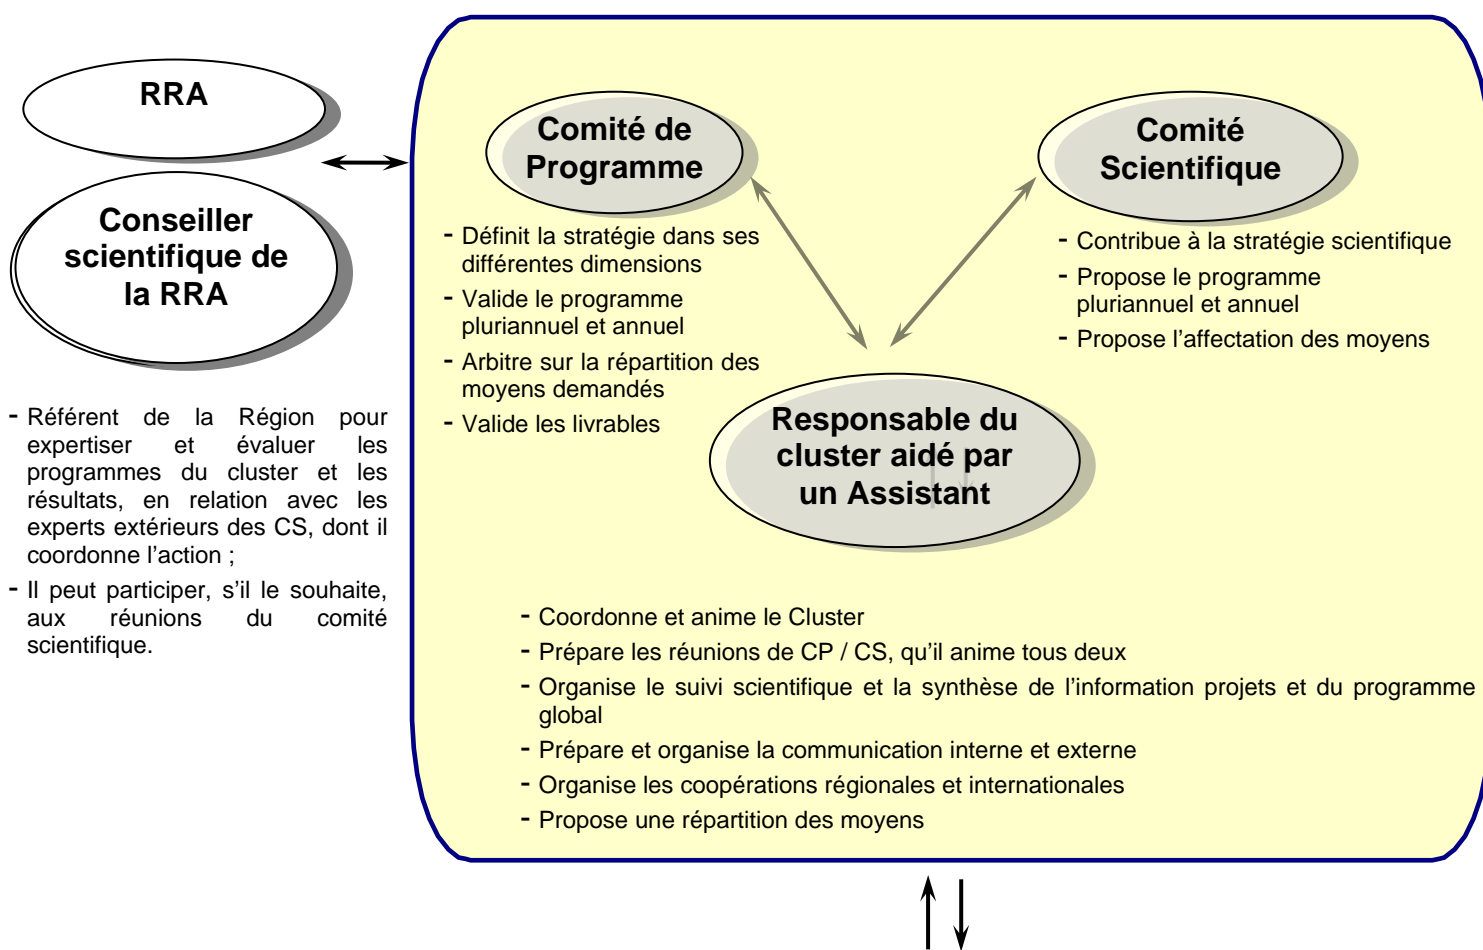 RRA
Conseiller
scientifique de
la RRA
- Référent de la Région pour
expertiser et évaluer les
programmes du cluster et les
résultats, en relation avec les
experts extérieurs des CS, dont il
coordonne l'action ;
- Il peut participer, s'il le souhaite,
aux réunions du comité
scientifique.
Comité de
Programme
- Définit la stratégie dans ses
différentes dimensions
- Valide le programme
pluriannuel et annuel
- Arbitre sur la répartition des
moyens demandés
- Valide les livrables
Comité
Scientifique
- Contribue à la stratégie scientifique
- Propose le programme
pluriannuel et annuel
- Propose l'affectation des moyens
Responsable du
cluster aidé par
un Assistant
- Coordonne et anime le Cluster
- Prépare les réunions de CP / CS, qu'il anime tous deux
- Organise le suivi scientifique et la synthèse de l'information projets et du programme
global
- Prépare et organise la communication interne et externe
- Organise les coopérations régionales et internationales
- Propose une répartition des moyens